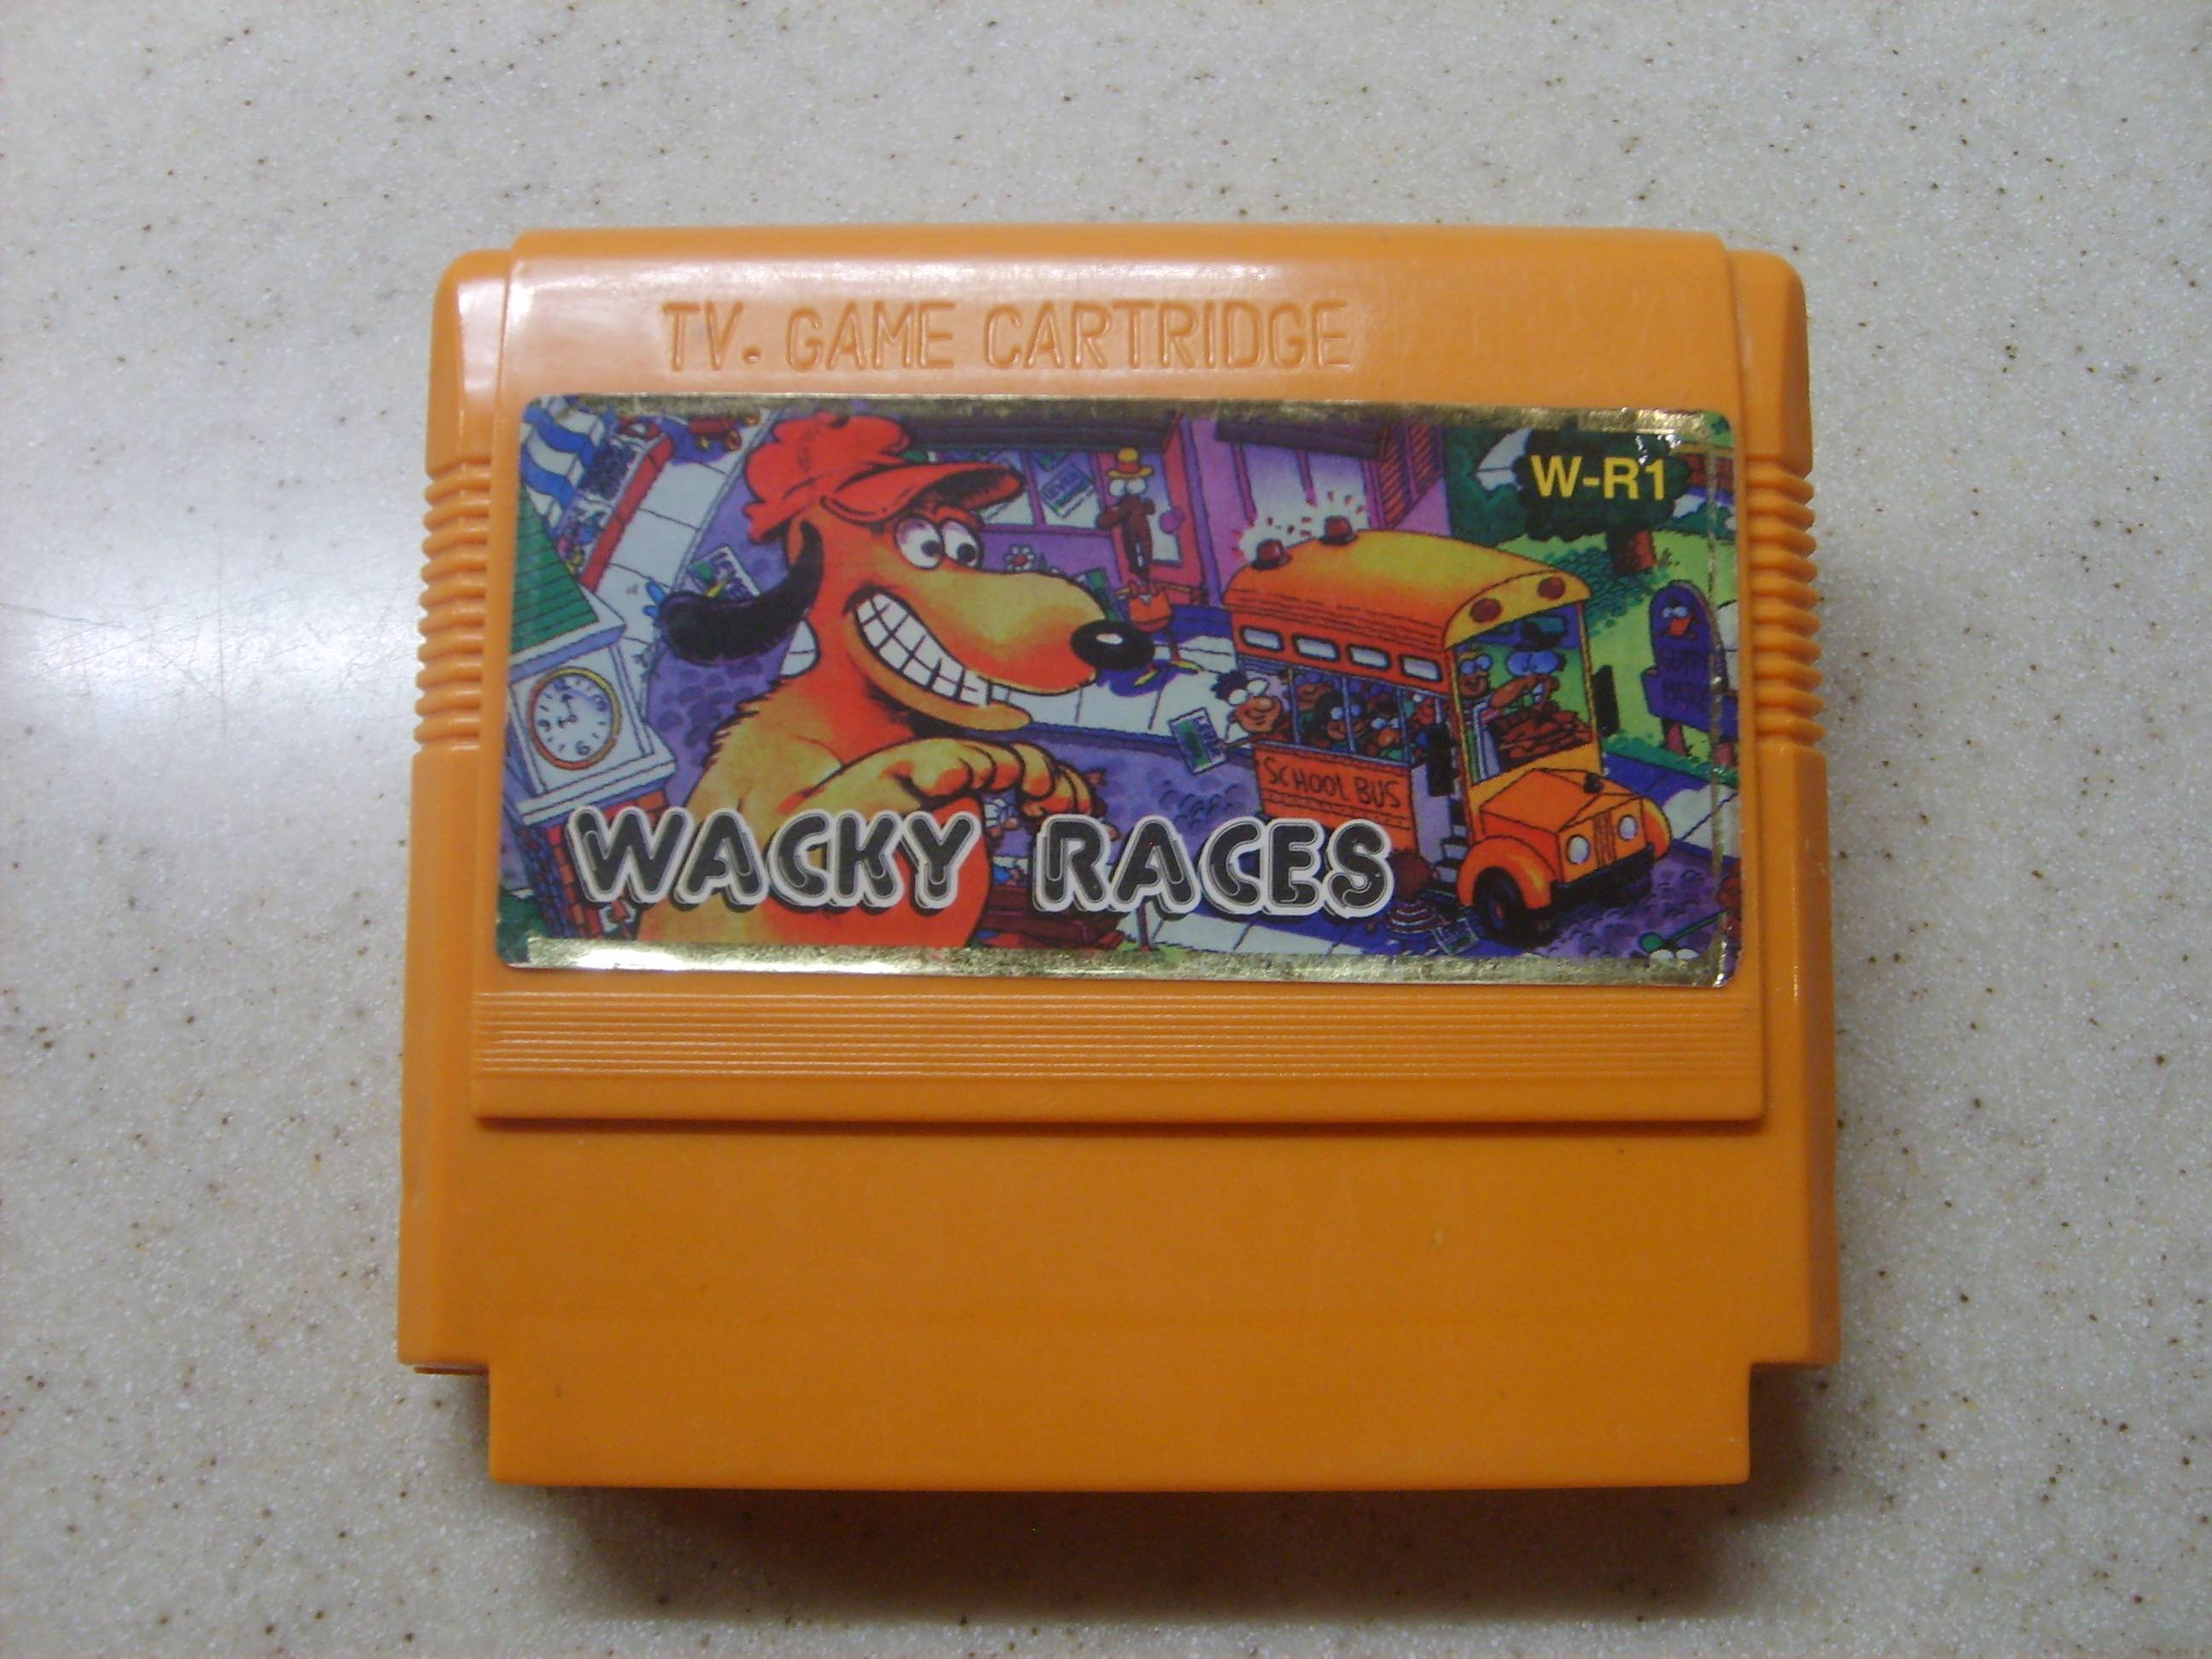 TV. GAME CARTRIDGE
W-R1
SCHOOL BUS
WACKY RACES